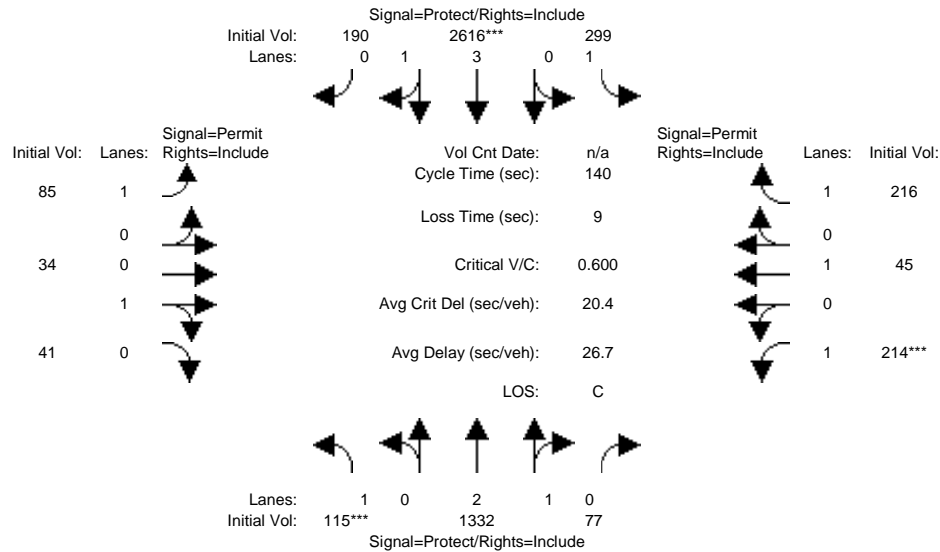 Signal=Protect/Rights=Include
Initial Vol: 190 2616*** 299
Lanes: 0 1 3 0 1
Signal=Permit Signal=Permit
Initial Vol: Lanes: Rights=Include Vol Cnt Date: n/a Rights=Include Lanes: Initial Vol:
Cycle Time (sec): 140
85 1 1 216
Loss Time (sec): 9
0 0
34 0 Critical V/C: 0.600 1 45
1 Avg Crit Del (sec/veh): 20.4 0
41 0 Avg Delay (sec/veh): 26.7 1 214***
LOS: C
Lanes: 1 0 2 1 0
Initial Vol: 115*** 1332 77
Signal=Protect/Rights=Include